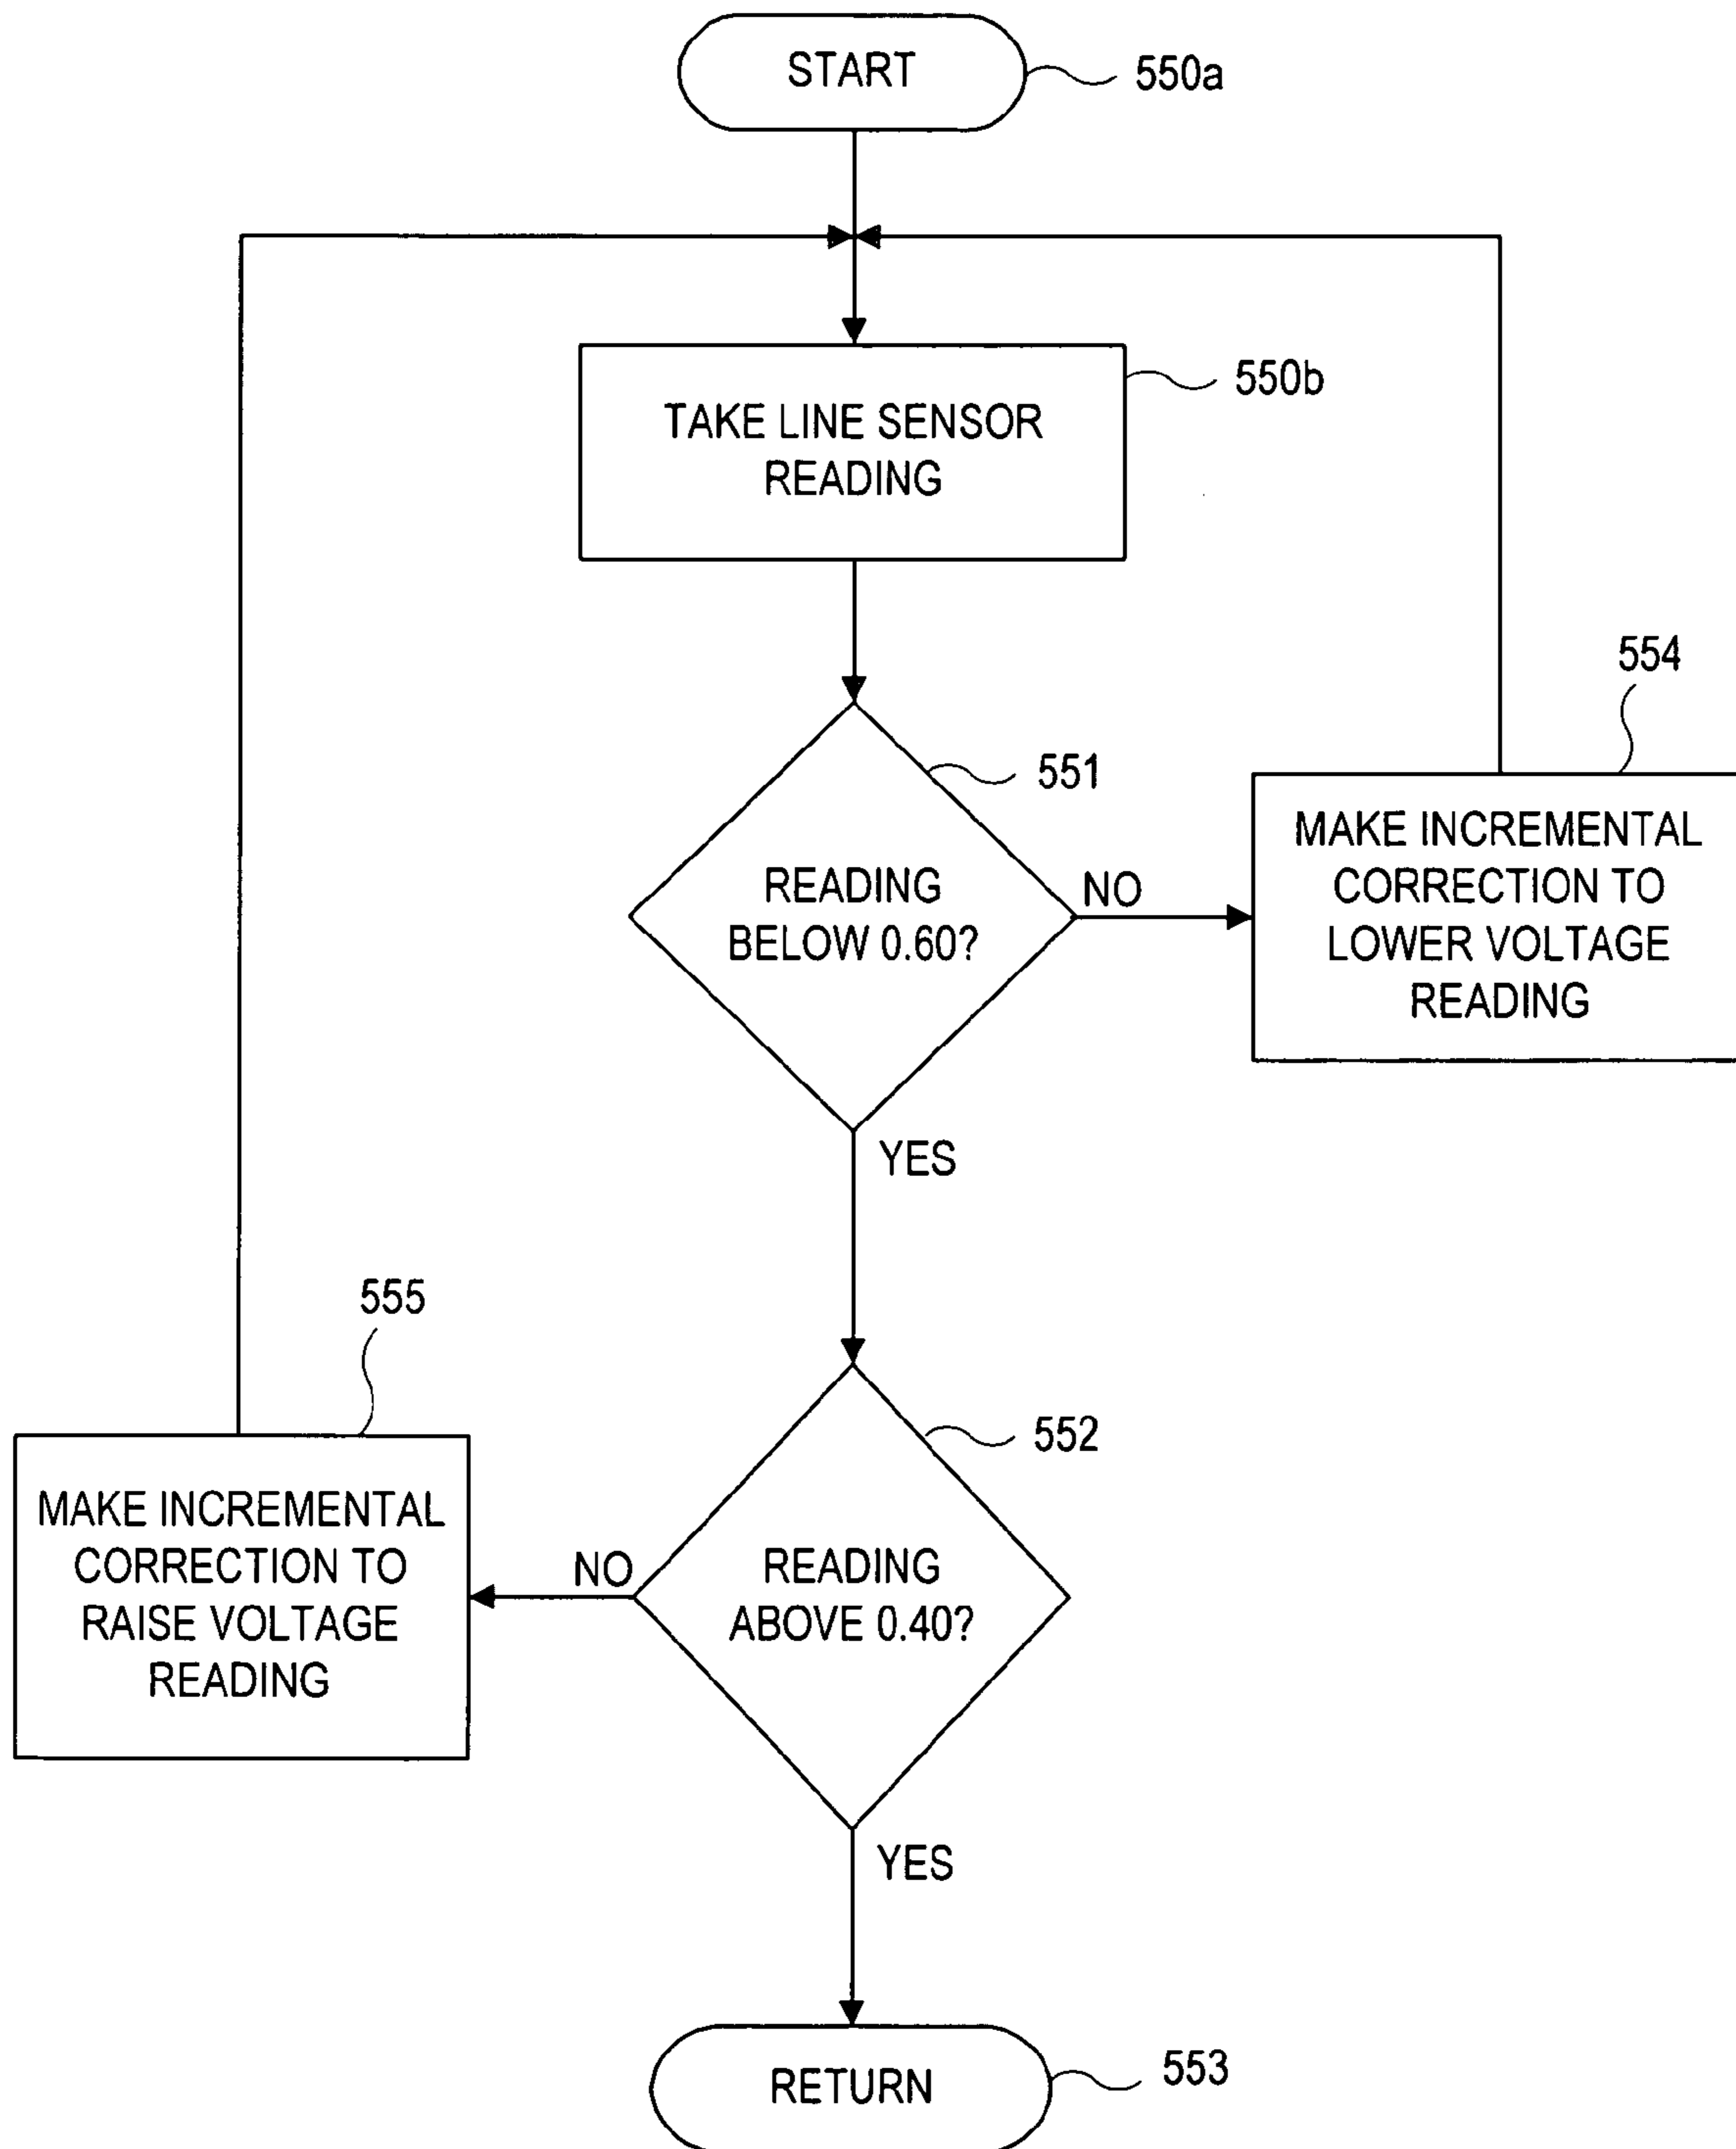 START
550a
550b
TAKE LINE SENSOR
READING
554
551
MAKE INCREMENTAL
CORRECTION TO
LOWER VOLTAGE
READING
READING
BELOW 0.60?
NO
YES
555
552
MAKE INCREMENTAL
CORRECTION TO
RAISE VOLTAGE
READING
NO
READING
ABOVE 0.40?
YES
RETURN
553